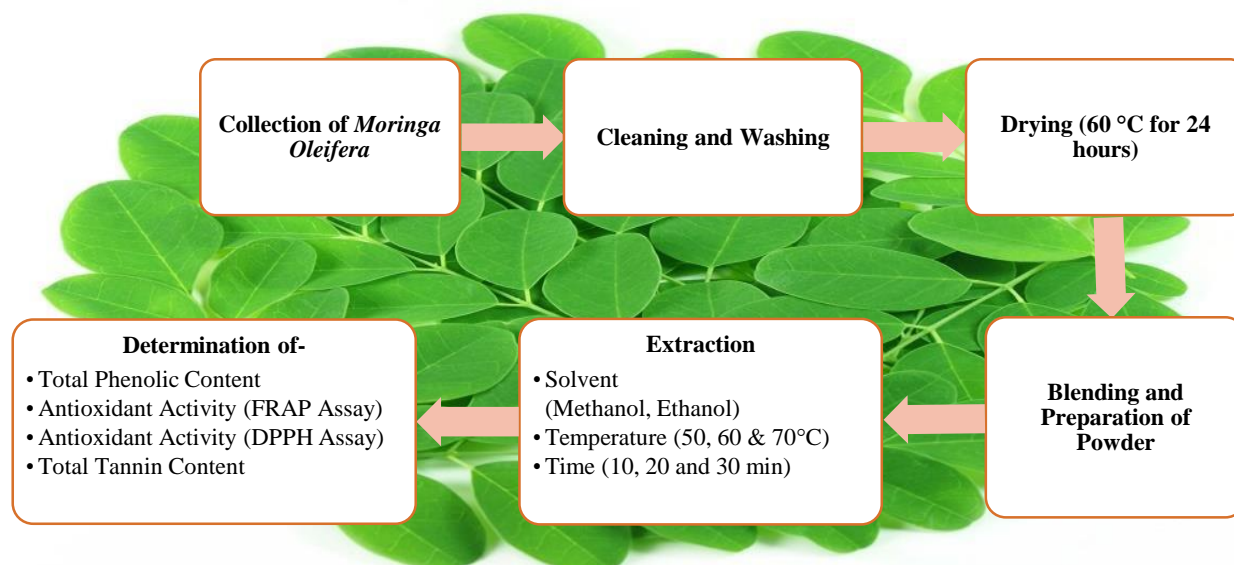 Collection of Moringa
Oleifera
Cleaning and Washing
Drying (60 °C for 24
hours)
Blending and
Preparation of
Powder
Extraction
• Solvent
(Methanol, Ethanol)
• Temperature (50, 60 & 70°C)
• Time (10, 20 and 30 min)
Determination of-
• Total Phenolic Content
• Antioxidant Activity (FRAP Assay)
• Antioxidant Activity (DPPH Assay)
• Total Tannin Content